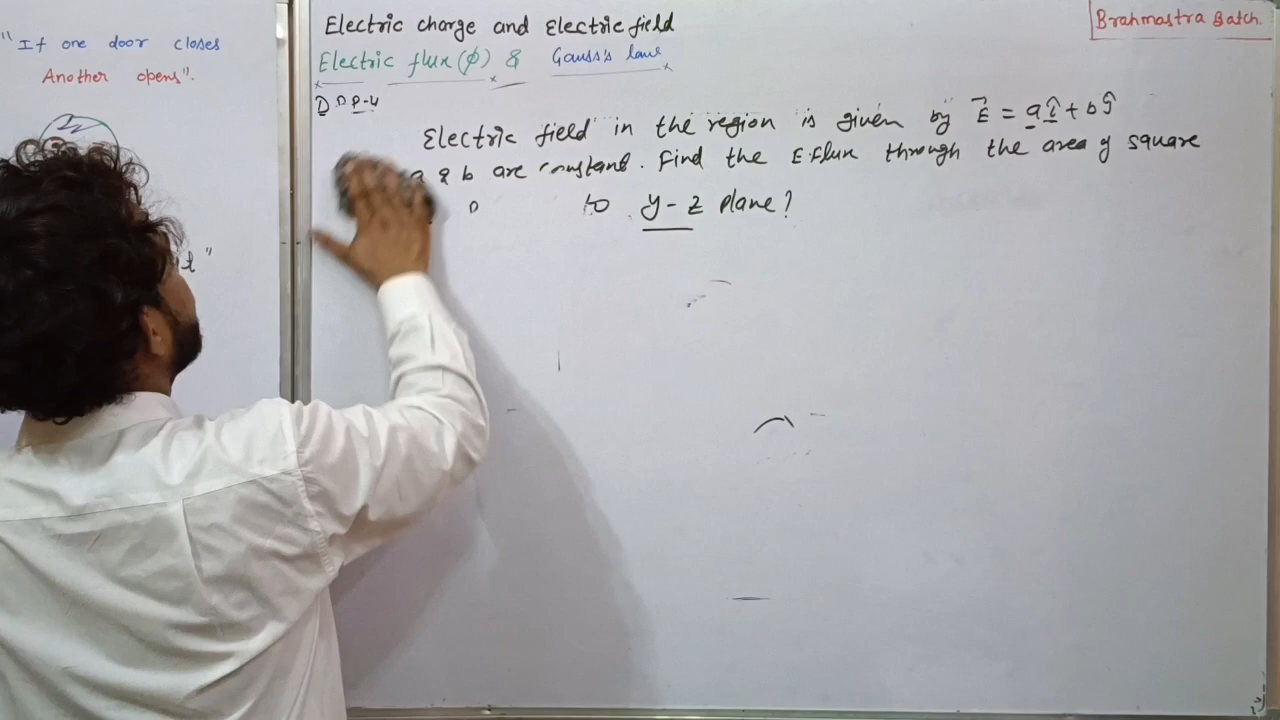 "If one door closes
Another opens".
Electric charge and Electric field
Brahmastra Batch.
Electric flux (ϕ) & Gauss's law
D.D.P-4
Electric field in the region is given by E⃗ = aî + bĵ
a & b are constant. Find the E.flux through the area of square
to y-z plane?